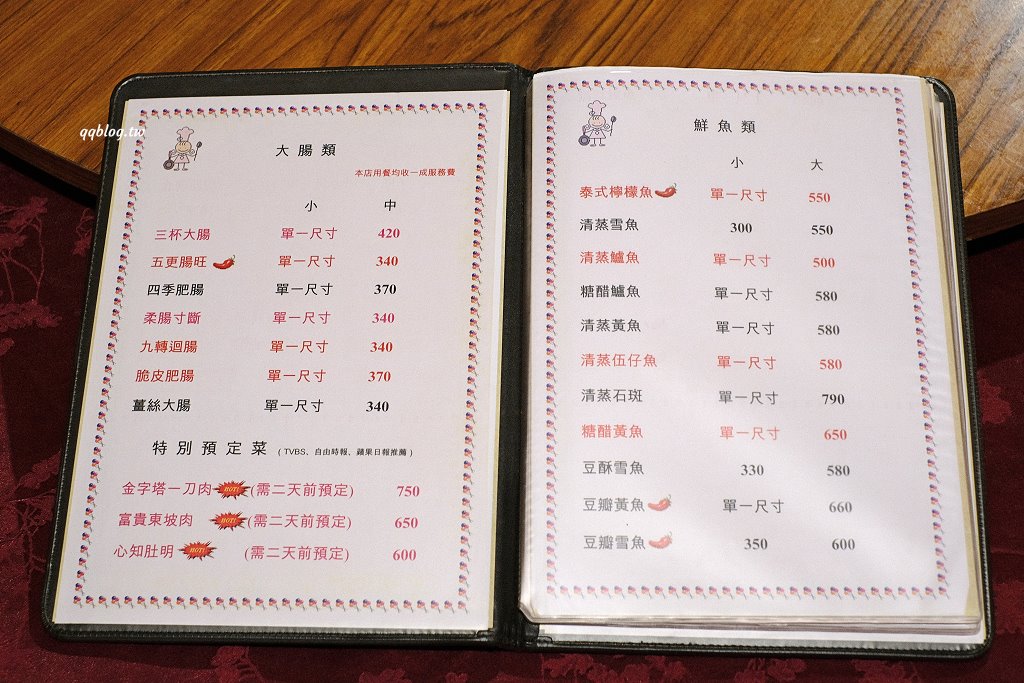 qqblog.tw
大腸類
本店用餐均收一成服務費
小 中
三杯大腸 單一尺寸 420
五更腸旺 單一尺寸 340
四季肥腸 單一尺寸 370
柔腸寸斷 單一尺寸 340
九轉迴腸 單一尺寸 340
脆皮肥腸 單一尺寸 370
薑絲大腸 單一尺寸 340
特別預定菜 (TVBS、自由時報、蘋果日報推薦)
金字塔一刀肉 HOT! (需二天前預定) 750
富貴東坡肉 HOT! (需二天前預定) 650
心知肚明 HOT! (需二天前預定) 600
鮮魚類
小 大
泰式檸檬魚 單一尺寸 550
清蒸雪魚 300 550
清蒸鱸魚 單一尺寸 500
糖醋鱸魚 單一尺寸 580
清蒸黃魚 單一尺寸 580
清蒸伍仔魚 單一尺寸 580
清蒸石斑 單一尺寸 790
糖醋黃魚 單一尺寸 650
豆酥雪魚 330 580
豆瓣黃魚 單一尺寸 660
豆瓣雪魚 350 600